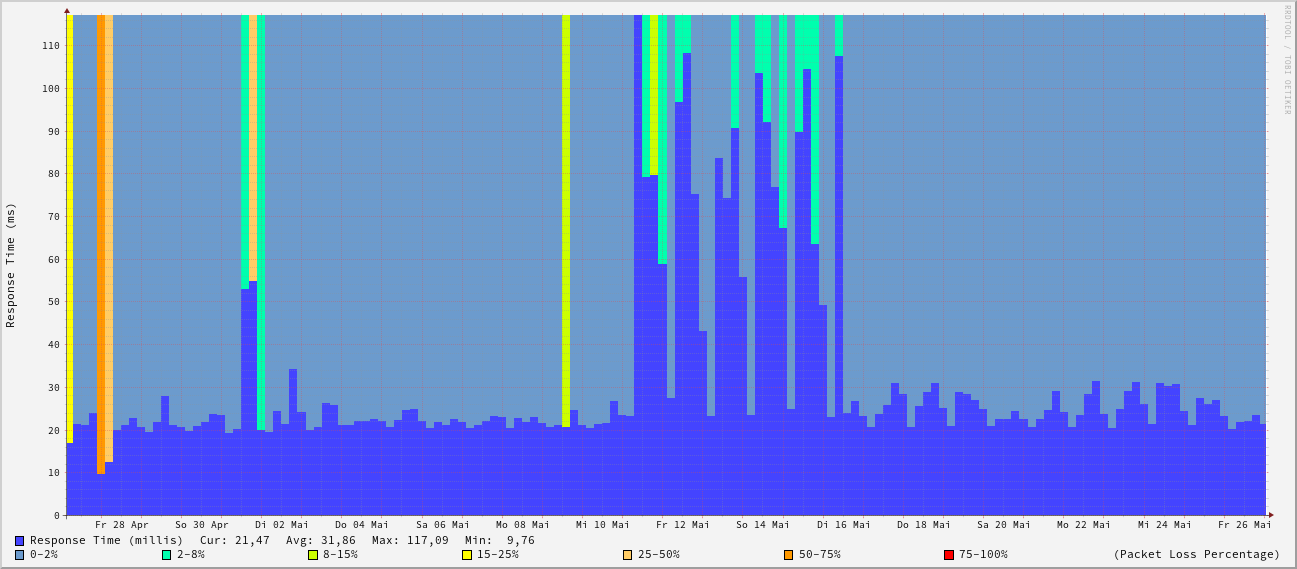 RRDTOOL / TOBI OETIKER
Response Time (ms)
110
100
90
80
70
60
50
40
30
20
10
0
Fr 28 Apr So 30 Apr Di 02 Mai Do 04 Mai Sa 06 Mai Mo 08 Mai Mi 10 Mai Fr 12 Mai So 14 Mai Di 16 Mai Do 18 Mai Sa 20 Mai Mo 22 Mai Mi 24 Mai Fr 26 Mai
Response Time (millis) Cur: 21,47 Avg: 31,86 Max: 117,09 Min: 9,76
0-2% 2-8% 8-15% 15-25% 25-50% 50-75% 75-100% (Packet Loss Percentage)